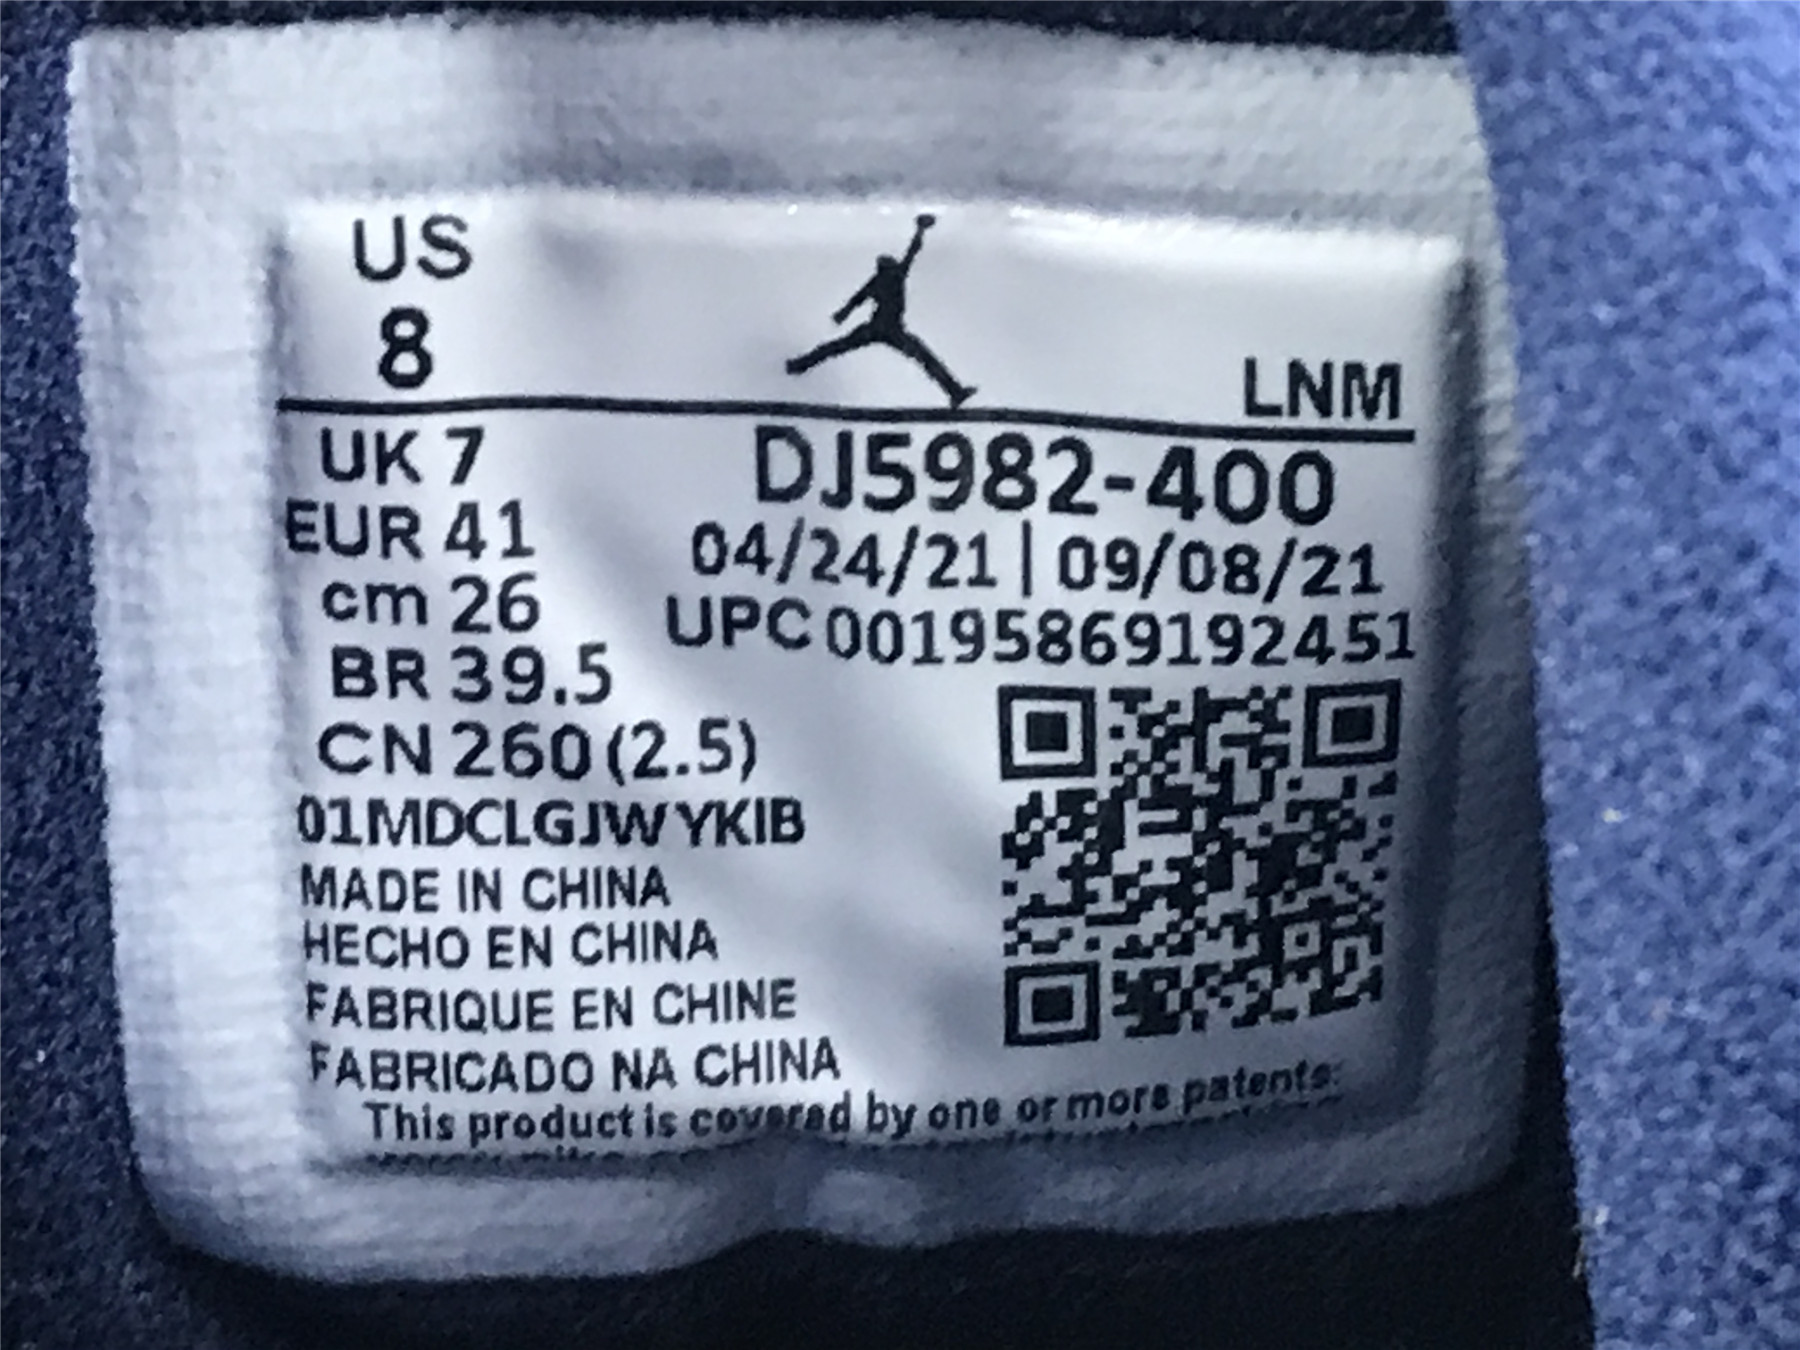 US
8
LNM
UK 7
EUR 41
cm 26
BR 39.5
CN 260(2.5)
DJ5982-400
04/24/21 | 09/08/21
UPC 00195869192451
01MDCLGJWYKIB
MADE IN CHINA
HECHO EN CHINA
FABRIQUE EN CHINE
FABRICADO NA CHINA
This product is covered by one or more patents: